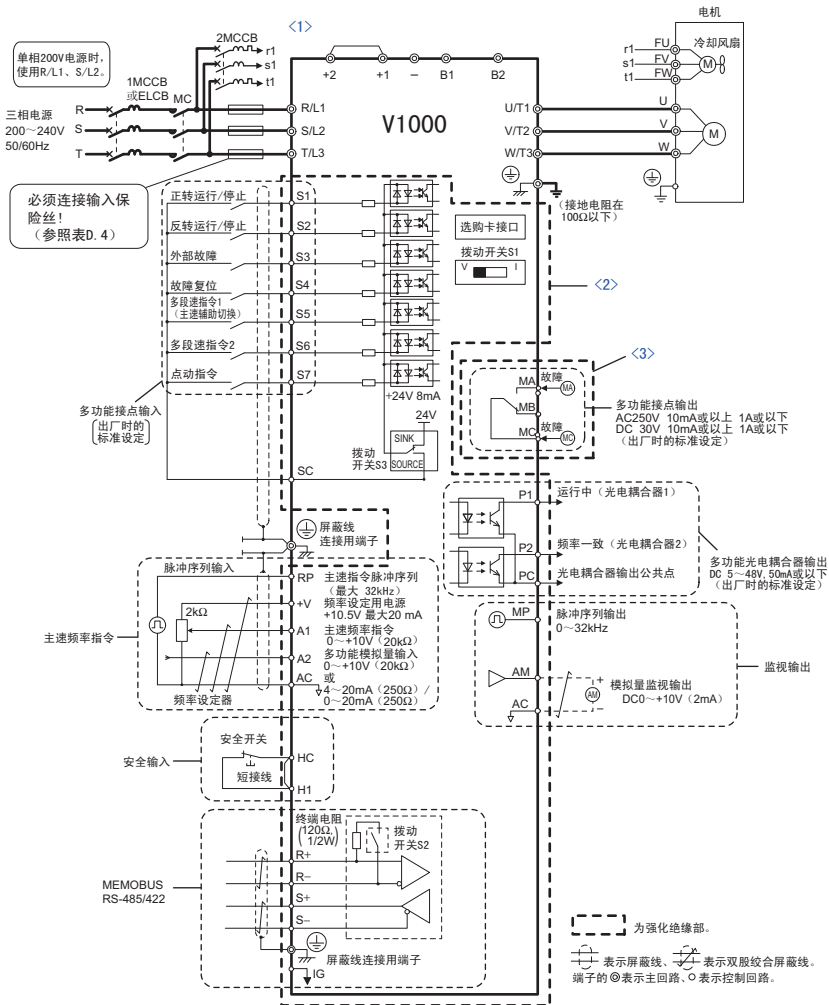 <1>
电机
2MCCB
r1
s1
t1
单相200V电源时,
使用R/L1、S/L2。
1MCCB
或ELCB
MC
三相电源
200～240V
50/60Hz
R
S
T
+2
+1
−
B1
B2
R/L1
S/L2
T/L3
V1000
U/T1
V/T2
W/T3
r1
s1
t1
FU
FV
FW
冷却风扇
M
U
V
W
M
(接地电阻在
100Ω以下)
必须连接输入保
险丝!
(参照表D.4)
正转运行/停止
S1
反转运行/停止
S2
外部故障
S3
故障复位
S4
多段速指令1
(主速辅助切换)
S5
多段速指令2
S6
点动指令
S7
多功能接点输入
出厂时的
标准设定
选购卡接口
拨动开关S1
V
I
<2>
<3>
+24V 8mA
24V
SINK
SOURCE
拨动
开关S3
SC
MA
故障
MA
MB
MC
故障
MC
多功能接点输出
AC250V 10mA或以上 1A或以下
DC 30V 10mA或以上 1A或以下
(出厂时的标准设定)
P1
运行中(光电耦合器1)
P2
频率一致(光电耦合器2)
PC
光电耦合器输出公共点
多功能光电耦合器输出
DC 5～48V,50mA或以下
(出厂时的标准设定)
屏蔽线
连接用端子
脉冲序列输入
RP
主速指令脉冲序列
(最大 32kHz)
+V
频率设定用电源
+10.5V 最大20 mA
2kΩ
A1
主速频率指令
0～+10V(20kΩ)
A2
多功能模拟量输入
0～+10V(20kΩ)
AC
或
4～20mA(250Ω)/
0～20mA(250Ω)
主速频率指令
频率设定器
MP
脉冲序列输出
0～32kHz
AM
AM
+
−
模拟量监视输出
DC0～+10V(2mA)
AC
监视输出
安全输入
安全开关
短接线
HC
H1
MEMOBUS
RS-485/422
终端电阻
(120Ω,
1/2W)
拨动
开关S2
R+
R−
S+
S−
屏蔽线连接用端子
IG
为强化绝缘部。
表示屏蔽线、
表示双股绞合屏蔽线。
端子的◎表示主回路、○表示控制回路。